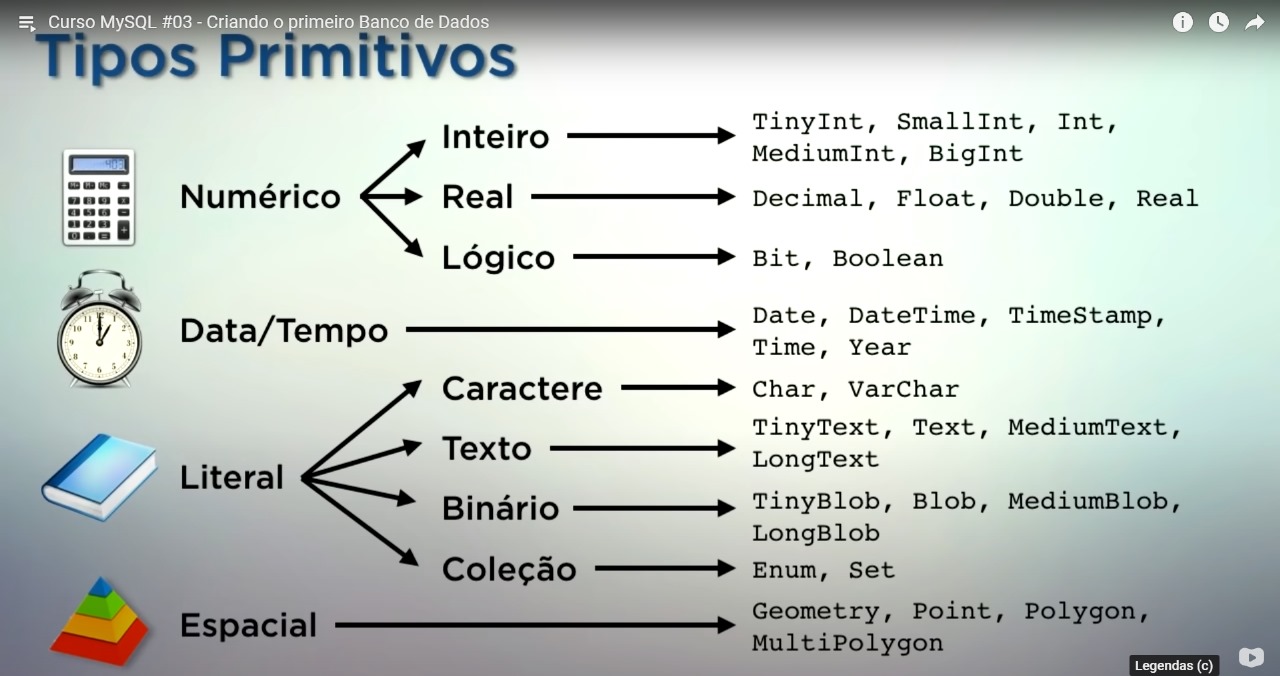 Curso MySQL #03 - Criando o primeiro Banco de Dados
Tipos Primitivos
Numérico
Inteiro
TinyInt, SmallInt, Int,
MediumInt, BigInt
Real
Decimal, Float, Double, Real
Lógico
Bit, Boolean
Data/Tempo
Date, DateTime, TimeStamp,
Time, Year
Literal
Caractere
Char, VarChar
Texto
TinyText, Text, MediumText,
LongText
Binário
TinyBlob, Blob, MediumBlob,
LongBlob
Coleção
Enum, Set
Espacial
Geometry, Point, Polygon,
MultiPolygon
Legendas (c)